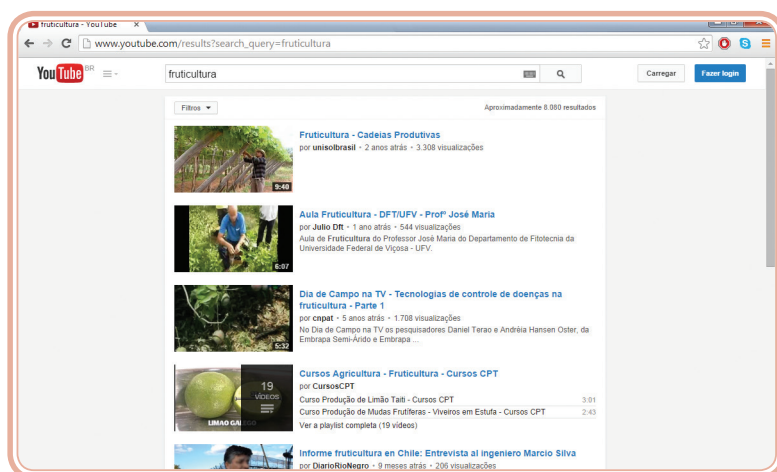 fruticultura - YouTube
www.youtube.com/results?search_query=fruticultura
YouTube BR
fruticultura
Carregar
Fazer login
Filtros
Aproximadamente 8.080 resultados
9:40
Fruticultura - Cadeias Produtivas
por unisolbrasil • 2 anos atrás • 3.308 visualizações
6:07
Aula Fruticultura - DFT/UFV - Profº José Maria
por Julio Dft • 1 ano atrás • 544 visualizações
Aula de Fruticultura do Professor José Maria do Departamento de Fitotecnia da
Universidade Federal de Viçosa - UFV.
5:32
Dia de Campo na TV - Tecnologias de controle de doenças na
fruticultura - Parte 1
por cnpat • 5 anos atrás • 1.708 visualizações
No Dia de Campo na TV os pesquisadores Daniel Terao e Andréia Hansen Oster, da
Embrapa Semi-Árido e Embrapa ...
19
VÍDEOS
LIMAO GALEGO
Cursos Agricultura - Fruticultura - Cursos CPT
por CursosCPT
Curso Produção de Limão Taiti - Cursos CPT 3:01
Curso Produção de Mudas Frutíferas - Viveiros em Estufa - Cursos CPT 2:43
Ver a playlist completa (19 vídeos)
Informe fruticultura en Chile: Entrevista al ingeniero Marcio Silva
por DiarioRioNegro • 9 meses atrás • 206 visualizações